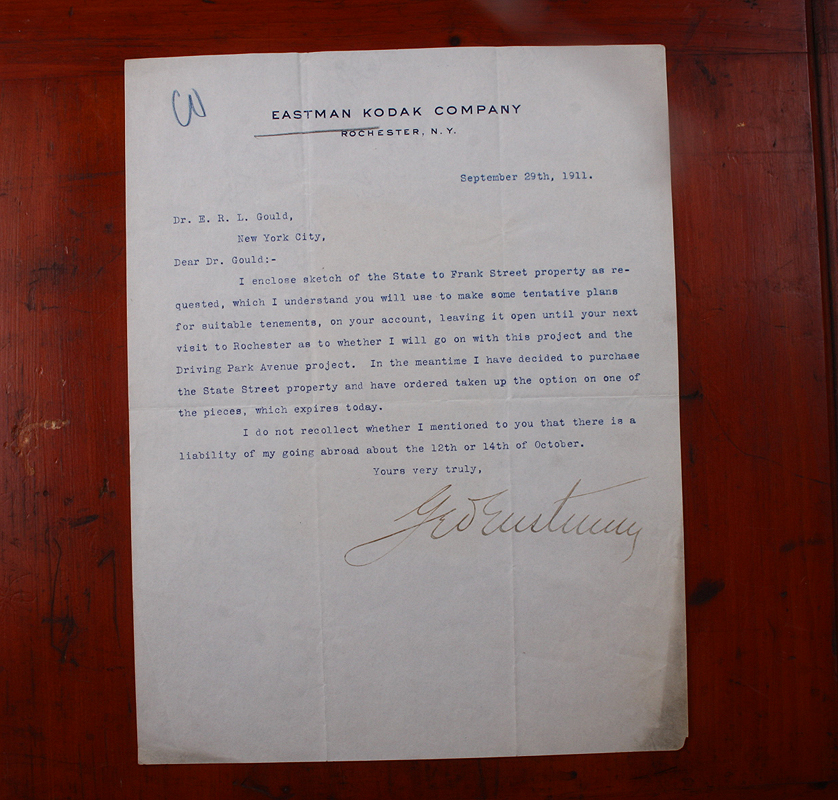 EASTMAN KODAK COMPANY
ROCHESTER, N. Y.
September 29th, 1911.
Dr. E. R. L. Gould,
New York City,
Dear Dr. Gould:-
I enclose sketch of the State to Frank Street property as re-
quested, which I understand you will use to make some tentative plans
for suitable tenements, on your account, leaving it open until your next
visit to Rochester as to whether I will go on with this project and the
Driving Park Avenue project. In the meantime I have decided to purchase
the State Street property and have ordered taken up the option on one of
the pieces, which expires today.
I do not recollect whether I mentioned to you that there is a
liability of my going abroad about the 12th or 14th of October.
Yours very truly,
Geo Eastman